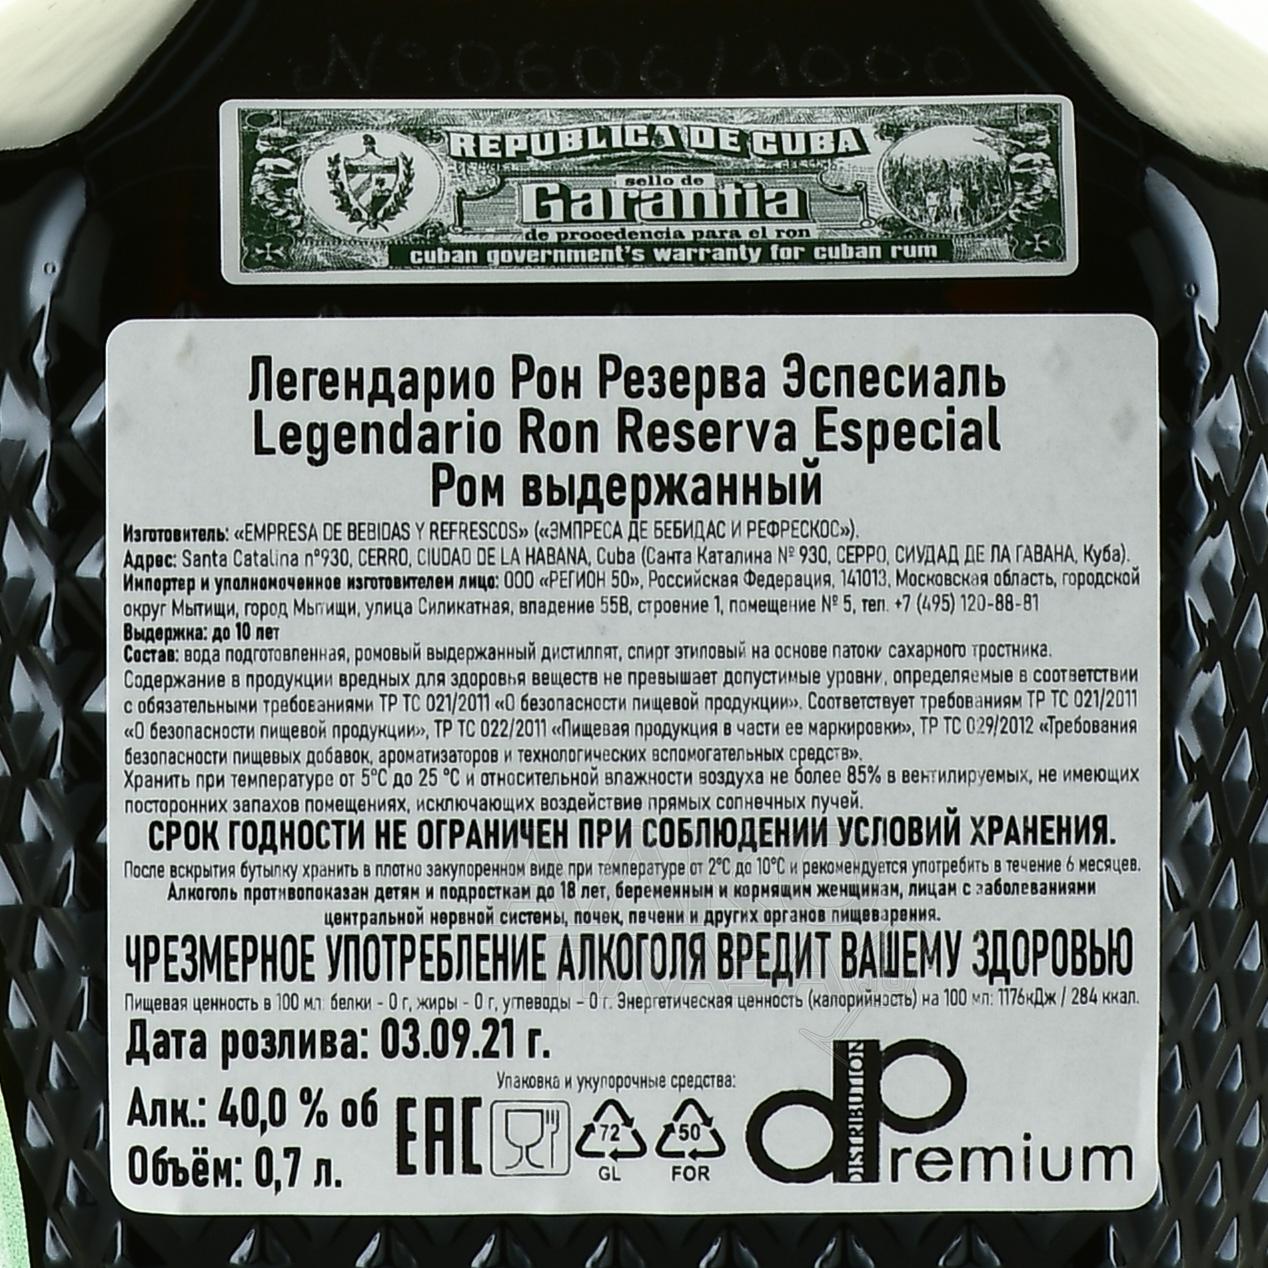 Nº 0606/1000
REPUBLICA DE CUBA
sello de
Garantia
de procedencia para el ron
cuban government's warranty for cuban rum
Легендарио Рон Резерва Эспесиаль
Legendario Ron Reserva Especial
Ром выдержанный
Изготовитель: «EMPRESA DE BEBIDAS Y REFRESCOS» («ЭМПРЕСА ДЕ БЕБИДАС И РЕФРЕСКОС»).
Адрес: Santa Catalina n°930, CERRO, CIUDAD DE LA HABANA, Cuba (Санта Каталина № 930, СЕРРО, СИУДАД ДЕ ЛА ГАВАНА, Куба).
Импортер и уполномоченное изготовителем лицо: ООО «РЕГИОН 50», Российская Федерация, 141013, Московская область, городской
округ Мытищи, город Мытищи, улица Силикатная, владение 55В, строение 1, помещение № 5, тел. +7 (495) 120-88-81
Выдержка: до 10 лет
Состав: вода подготовленная, ромовый выдержанный дистиллят, спирт этиловый на основе патоки сахарного тростника.
Содержание в продукции вредных для здоровья веществ не превышает допустимые уровни, определяемые в соответствии
с обязательными требованиями ТР ТС 021/2011 «О безопасности пищевой продукции». Соответствует требованиям ТР ТС 021/2011
«О безопасности пищевой продукции», ТР ТС 022/2011 «Пищевая продукция в части ее маркировки», ТР ТС 029/2012 «Требования
безопасности пищевых добавок, ароматизаторов и технологических вспомогательных средств».
Хранить при температуре от 5°С до 25 °С и относительной влажности воздуха не более 85% в вентилируемых, не имеющих
посторонних запахов помещениях, исключающих воздействие прямых солнечных лучей.
СРОК ГОДНОСТИ НЕ ОГРАНИЧЕН ПРИ СОБЛЮДЕНИИ УСЛОВИЙ ХРАНЕНИЯ.
После вскрытия бутылку хранить в плотно закупоренном виде при температуре от 2°С до 10°С и рекомендуется употребить в течение 6 месяцев.
Алкоголь противопоказан детям и подросткам до 18 лет, беременным и кормящим женщинам, лицам с заболеваниями
центральной нервной системы, почек, печени и других органов пищеварения.
ЧРЕЗМЕРНОЕ УПОТРЕБЛЕНИЕ АЛКОГОЛЯ ВРЕДИТ ВАШЕМУ ЗДОРОВЬЮ
Пищевая ценность в 100 мл: белки - 0 г, жиры - 0 г, углеводы – 0 г. Энергетическая ценность (калорийность) на 100 мл: 1176кДж / 284 ккал.
Дата розлива: 03.09.21 г.
Упаковка и укупорочные средства:
Алк.: 40,0 % об
Объём: 0,7 л.
EAC
72
GL
50
FOR
DISTRIBUTION
dPremium